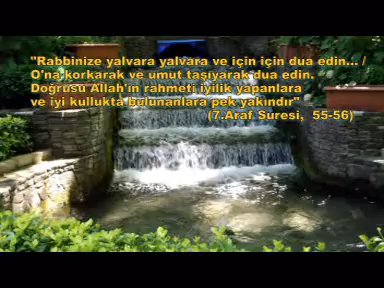 "Rabbinize yalvara yalvara ve için için dua edin... /
O'na korkarak ve umut taşıyarak dua edin.
Doğrusu Allah'ın rahmeti iyilik yapanlara
ve iyi kullukta bulunanlara pek yakındır"
(7.Araf Suresi, 55-56)